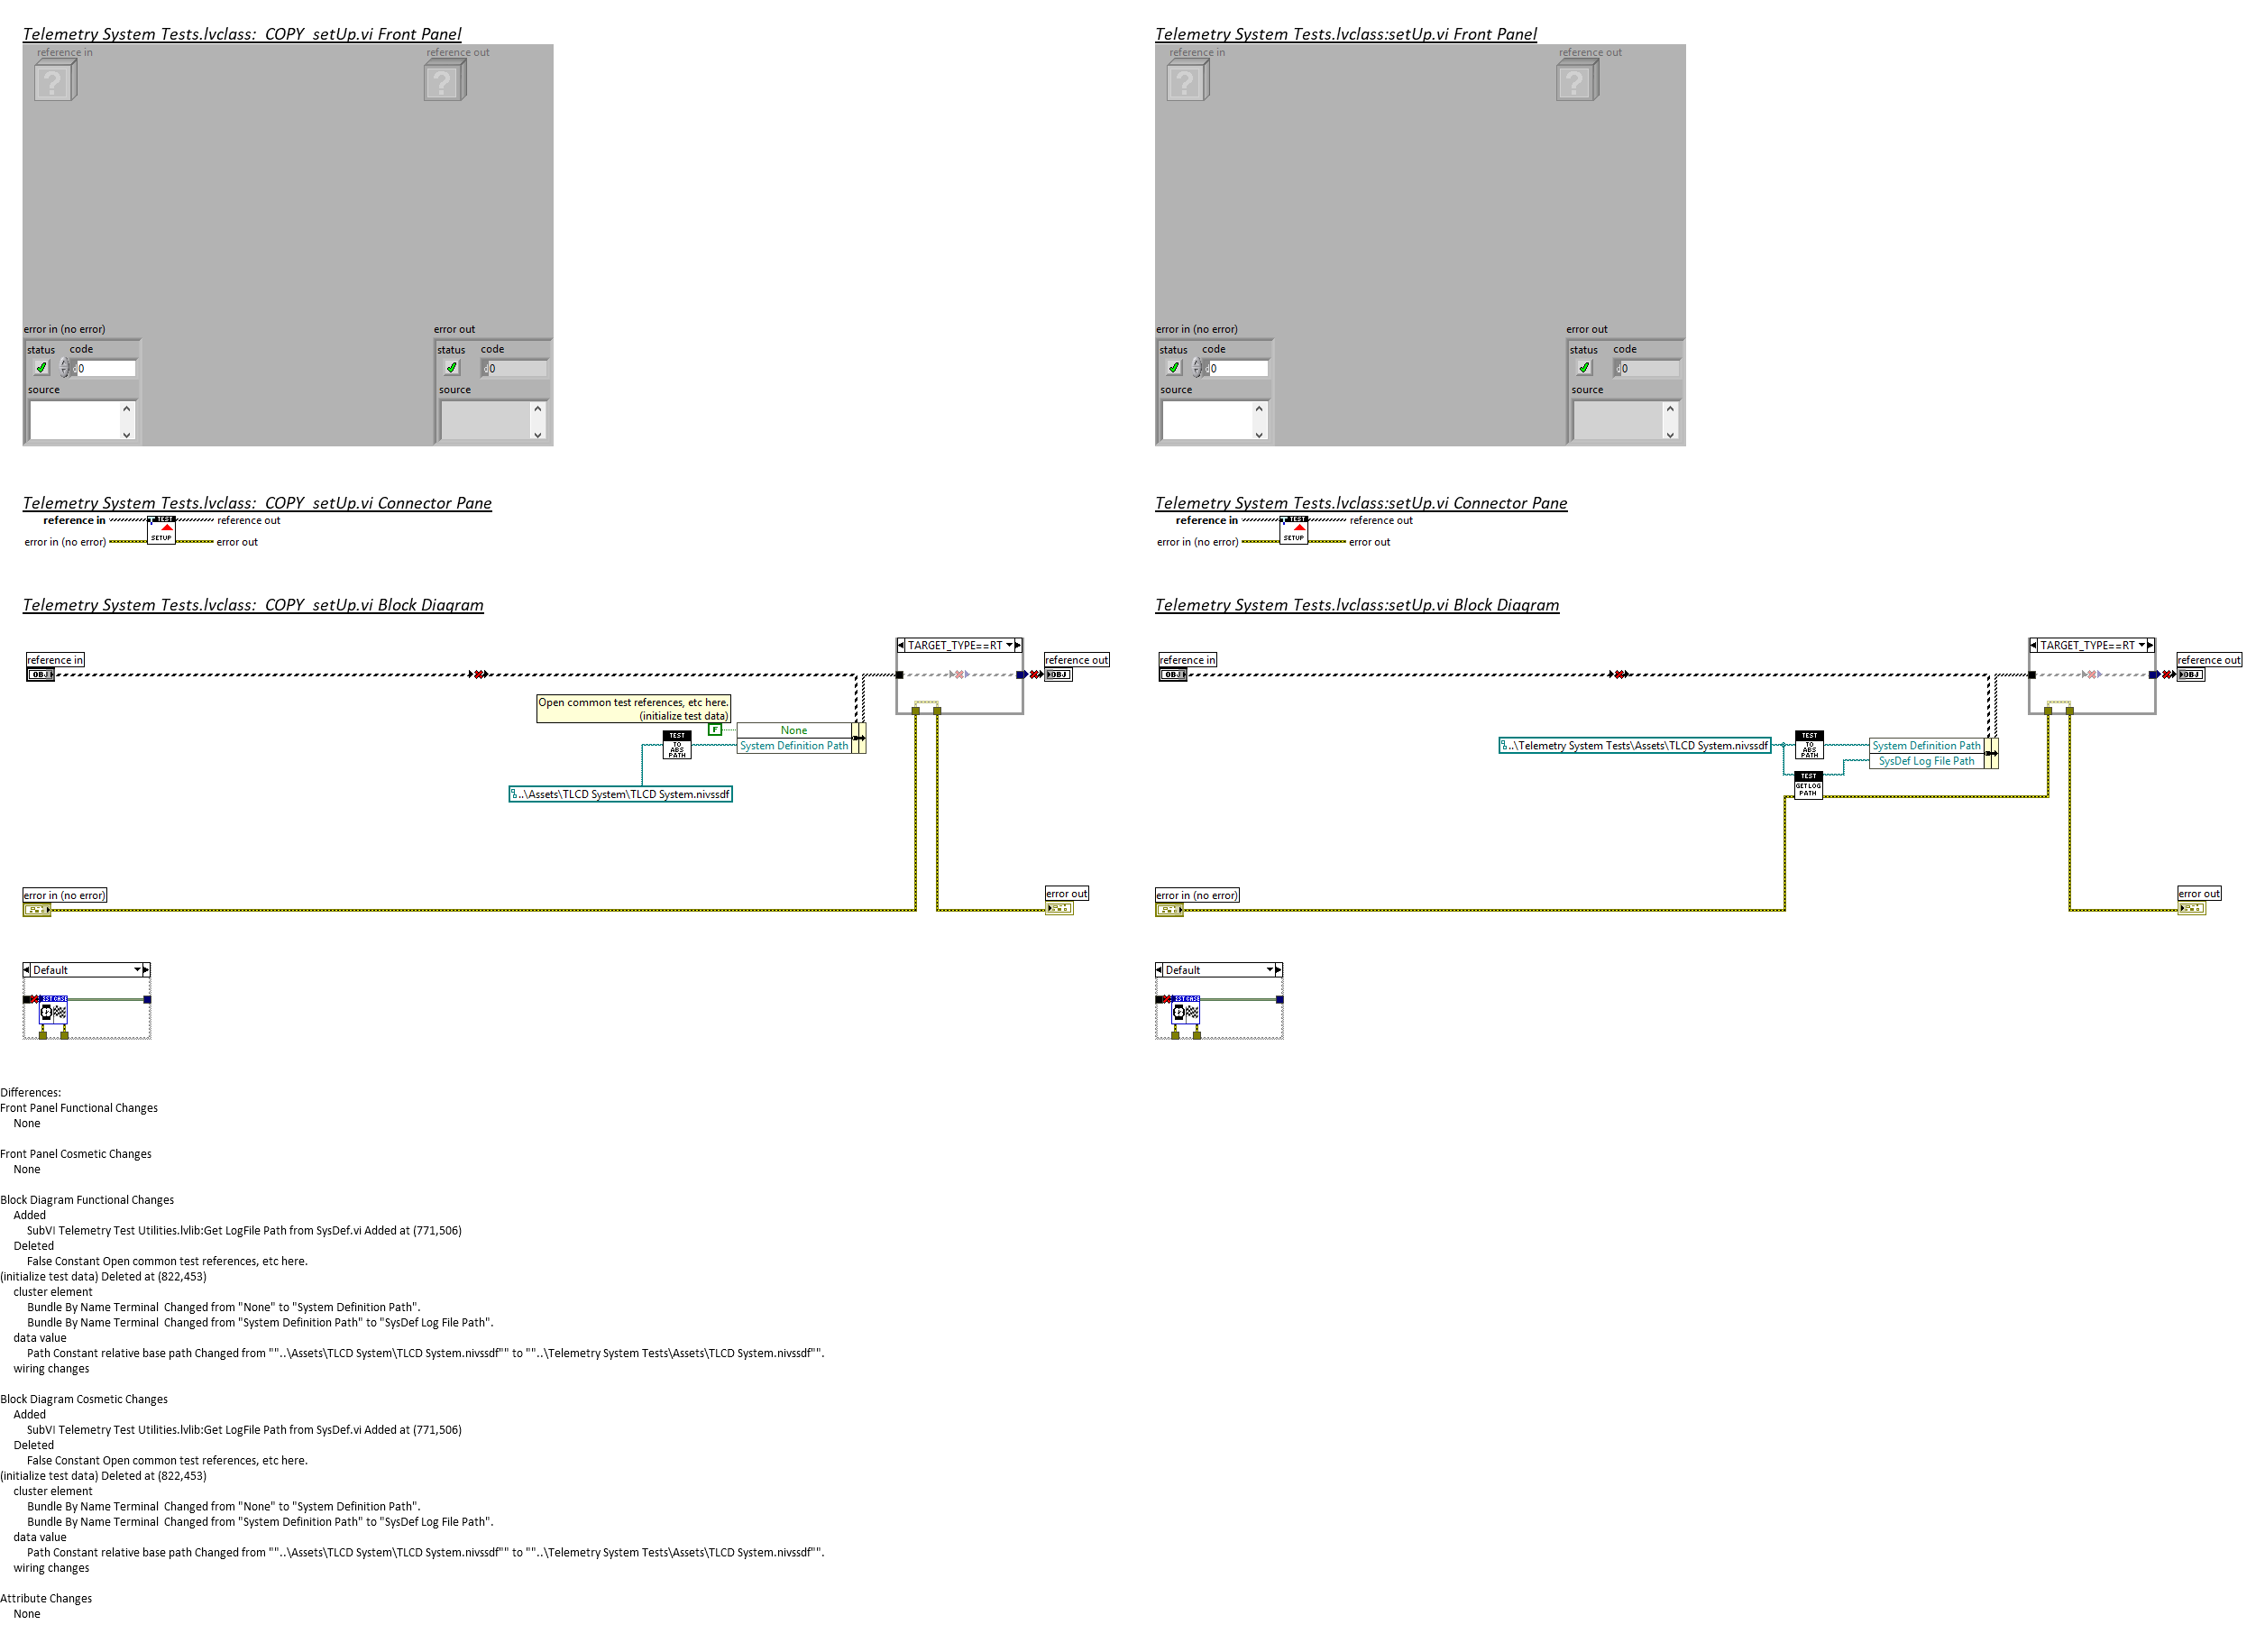 Telemetry System Tests.lvclass:_COPY_setUp.vi Front Panel
reference in
reference out
error in (no error)
error out
status code
0
source
status code
0
source
Telemetry System Tests.lvclass:_COPY_setUp.vi Connector Pane
reference in
reference out
TEST
SETUP
error in (no error)
error out
Telemetry System Tests.lvclass:_COPY_setUp.vi Block Diagram
TARGET_TYPE==RT
reference in
OBJ
reference out
OBJ
Open common test references, etc here.
(initialize test data)
F
None
TEST
TO
ABS
PATH
System Definition Path
..\Assets\TLCD System\TLCD System.nivssdf
error in (no error)
error out
Default
Telemetry System Tests.lvclass:setUp.vi Front Panel
reference in
reference out
error in (no error)
error out
status code
0
source
status code
0
source
Telemetry System Tests.lvclass:setUp.vi Connector Pane
reference in
reference out
TEST
SETUP
error in (no error)
error out
Telemetry System Tests.lvclass:setUp.vi Block Diagram
TARGET_TYPE==RT
reference in
OBJ
reference out
OBJ
..\Telemetry System Tests\Assets\TLCD System.nivssdf
TEST
TO
ABS
PATH
System Definition Path
SysDef Log File Path
TEST
GET LOG
PATH
error in (no error)
error out
Default
Differences:
Front Panel Functional Changes
None
Front Panel Cosmetic Changes
None
Block Diagram Functional Changes
Added
SubVI Telemetry Test Utilities.lvlib:Get LogFile Path from SysDef.vi Added at (771,506)
Deleted
False Constant Open common test references, etc here.
(initialize test data) Deleted at (822,453)
cluster element
Bundle By Name Terminal  Changed from "None" to "System Definition Path".
Bundle By Name Terminal  Changed from "System Definition Path" to "SysDef Log File Path".
data value
Path Constant relative base path Changed from ""..\Assets\TLCD System\TLCD System.nivssdf"" to ""..\Telemetry System Tests\Assets\TLCD System.nivssdf"".
wiring changes
Block Diagram Cosmetic Changes
Added
SubVI Telemetry Test Utilities.lvlib:Get LogFile Path from SysDef.vi Added at (771,506)
Deleted
False Constant Open common test references, etc here.
(initialize test data) Deleted at (822,453)
cluster element
Bundle By Name Terminal  Changed from "None" to "System Definition Path".
Bundle By Name Terminal  Changed from "System Definition Path" to "SysDef Log File Path".
data value
Path Constant relative base path Changed from ""..\Assets\TLCD System\TLCD System.nivssdf"" to ""..\Telemetry System Tests\Assets\TLCD System.nivssdf"".
wiring changes
Attribute Changes
None